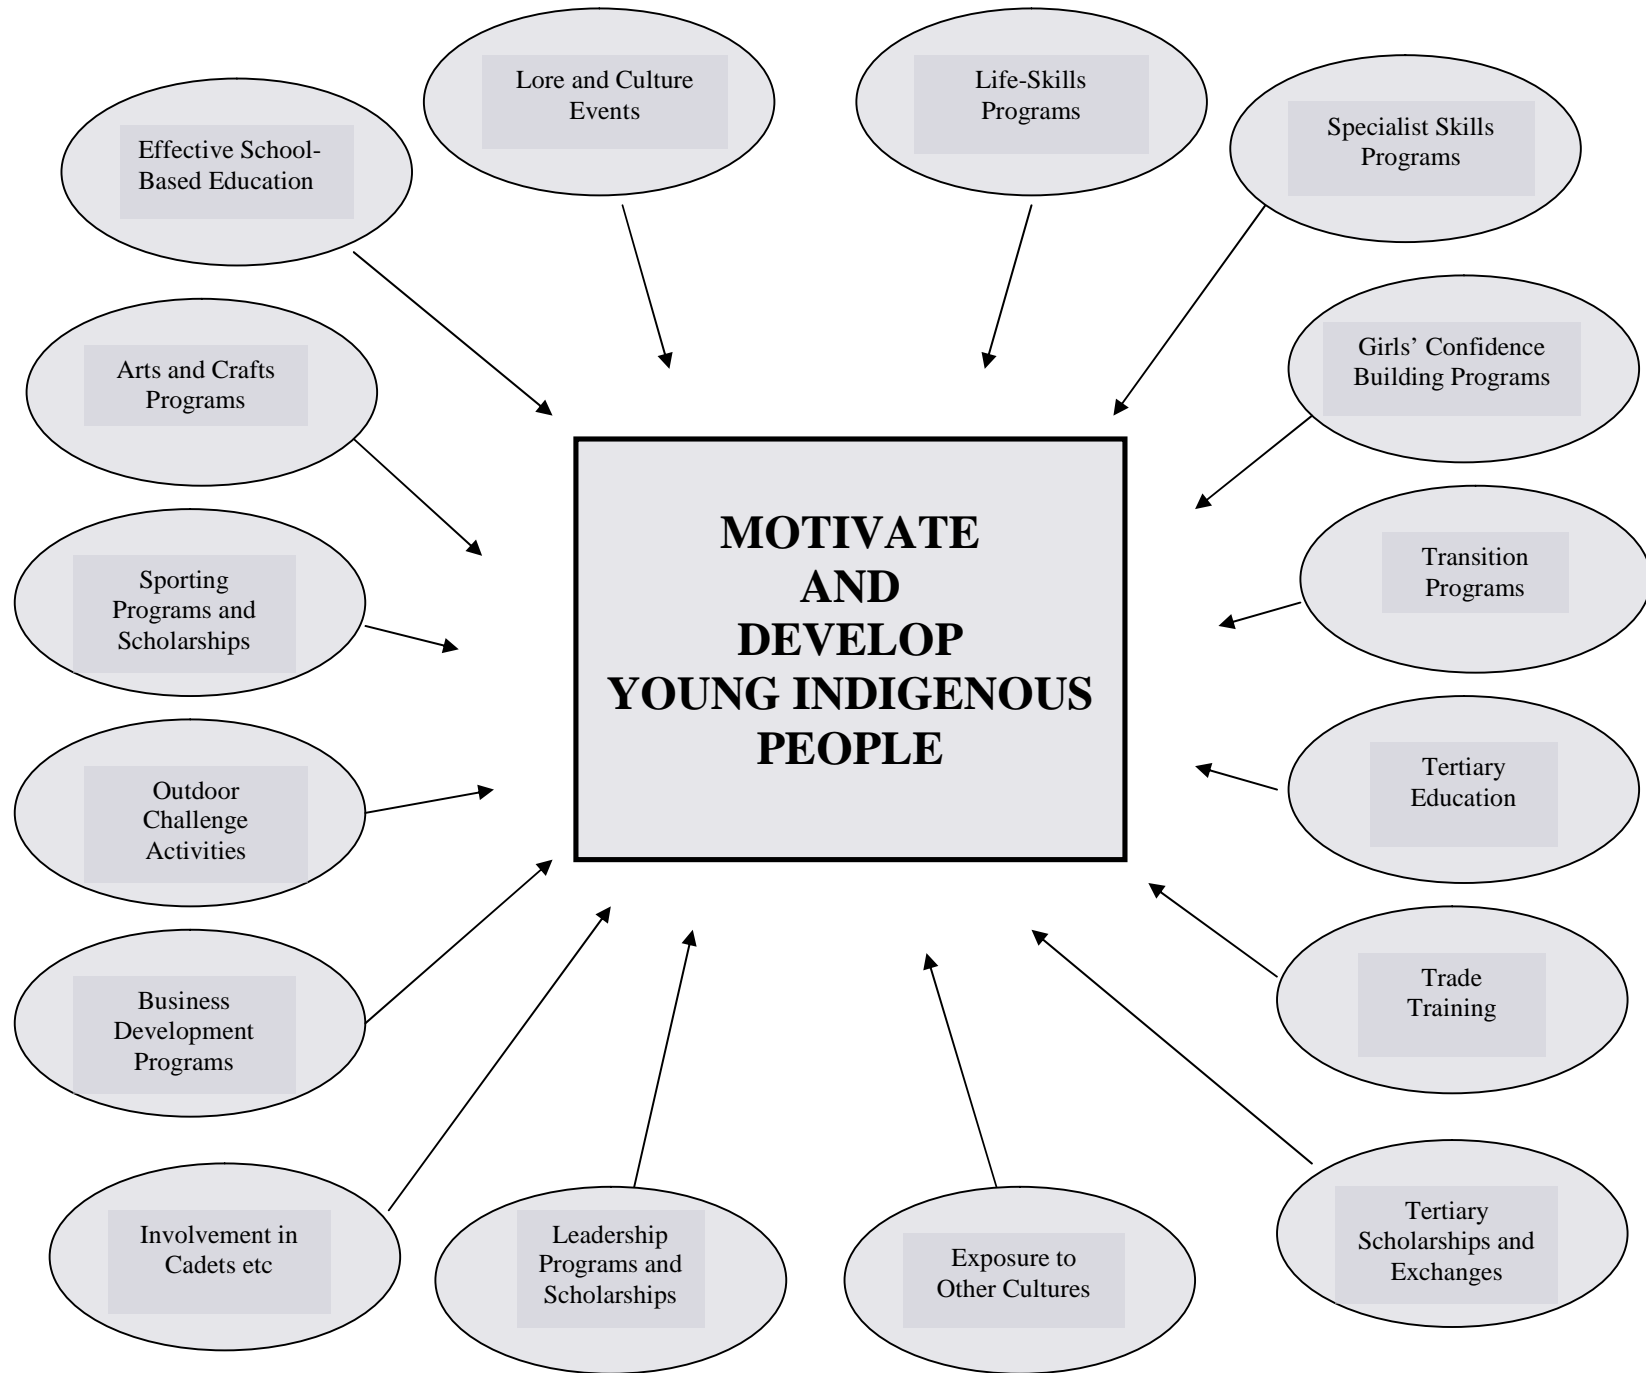 Lore and Culture
Events
Life-Skills
Programs
Effective School-
Based Education
Specialist Skills
Programs
Arts and Crafts
Programs
Girls’ Confidence
Building Programs
MOTIVATE
AND
DEVELOP
YOUNG INDIGENOUS
PEOPLE
Sporting
Programs and
Scholarships
Transition
Programs
Outdoor
Challenge
Activities
Tertiary
Education
Business
Development
Programs
Trade
Training
Involvement in
Cadets etc
Leadership
Programs and
Scholarships
Exposure to
Other Cultures
Tertiary
Scholarships and
Exchanges